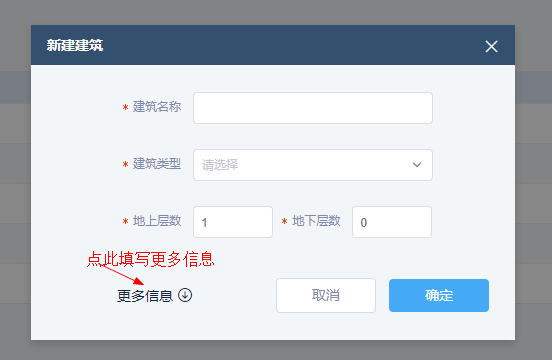 新建建筑
* 建筑名称
* 建筑类型 请选择
* 地上层数 1 * 地下层数 0
点此填写更多信息
更多信息 取消 确定